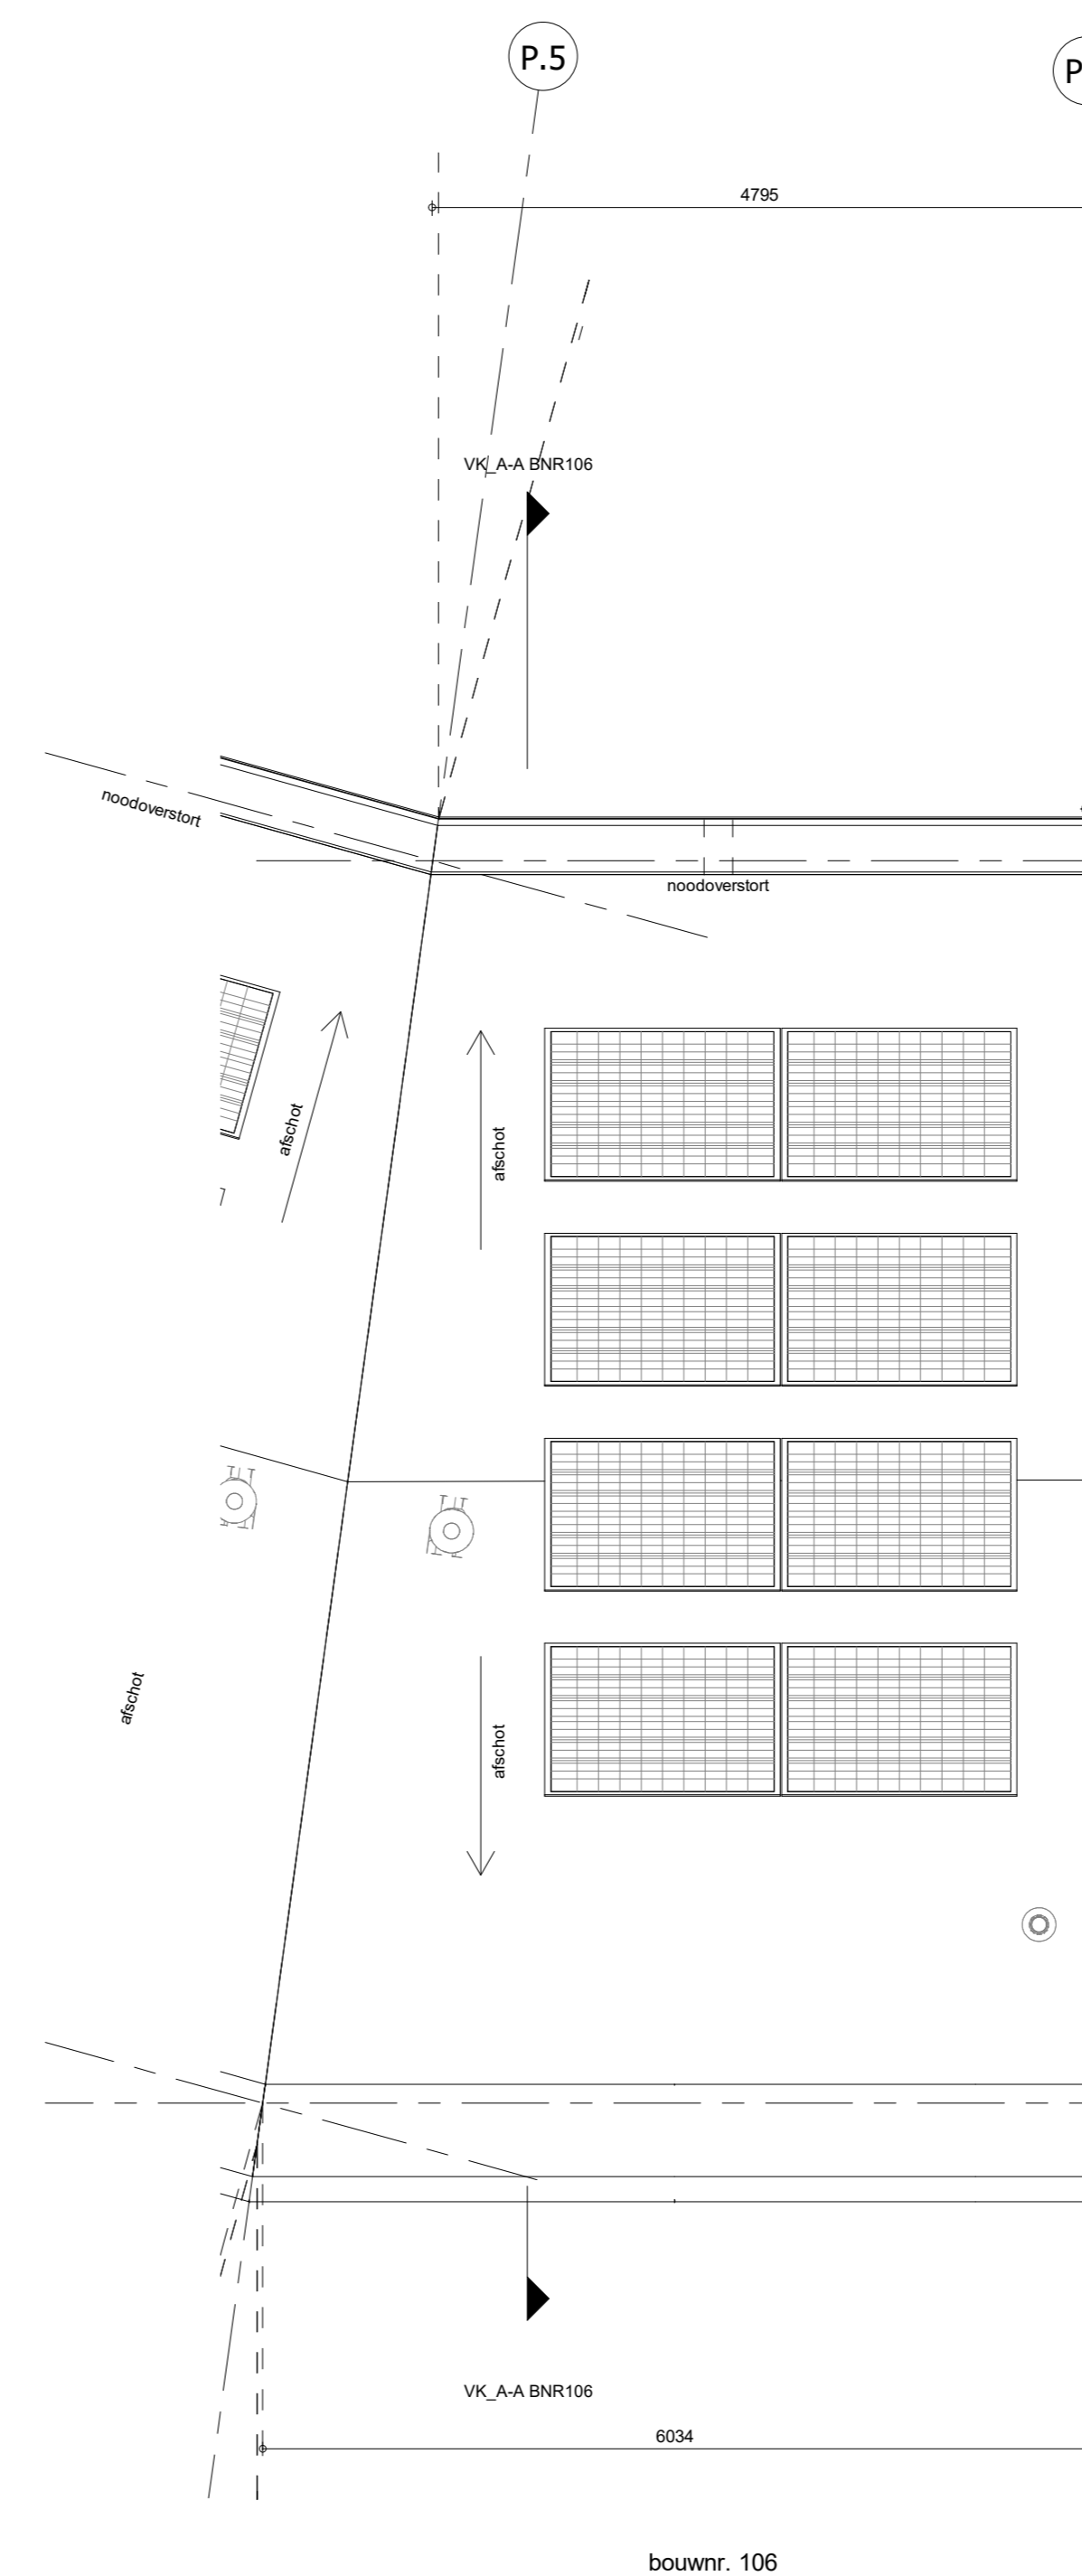 P.5
P
4795
VK_A-A BNR106
noodoverstort
noodoverstort
afschot
afschot
afschot
afschot
VK_A-A BNR106
6034
bouwnr. 106